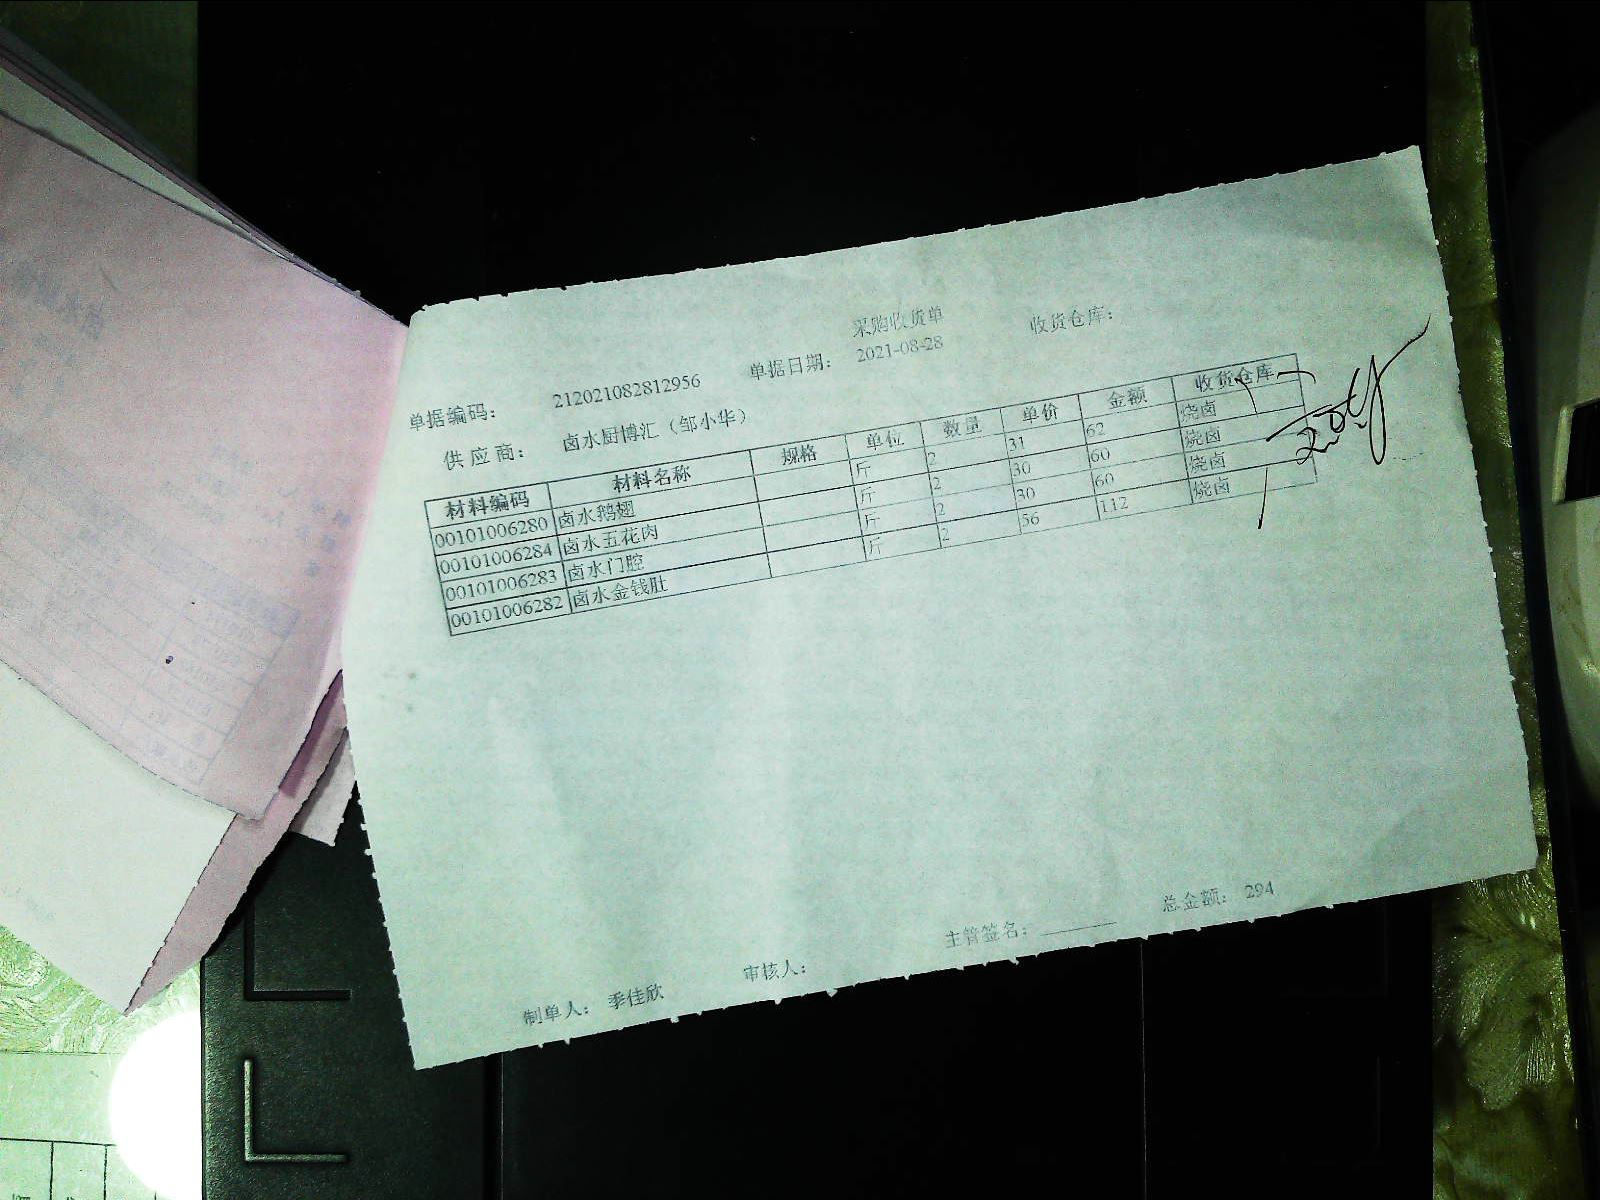 采购收货单
单据编码： 212021082812956 单据日期： 2021-08-28 收货仓库：
供应商： 卤水厨博汇（邹小华）
材料编码 材料名称 规格 单位 数量 单价 金额 收货仓库
00101006280 卤水鹅翅 斤 2 31 62 烧卤
00101006284 卤水五花肉 斤 2 30 60 烧卤
00101006283 卤水门腔 斤 2 30 60 烧卤
00101006282 卤水金钱肚 斤 2 56 112 烧卤
制单人： 季佳欣 审核人： 主管签名： 总金额： 294